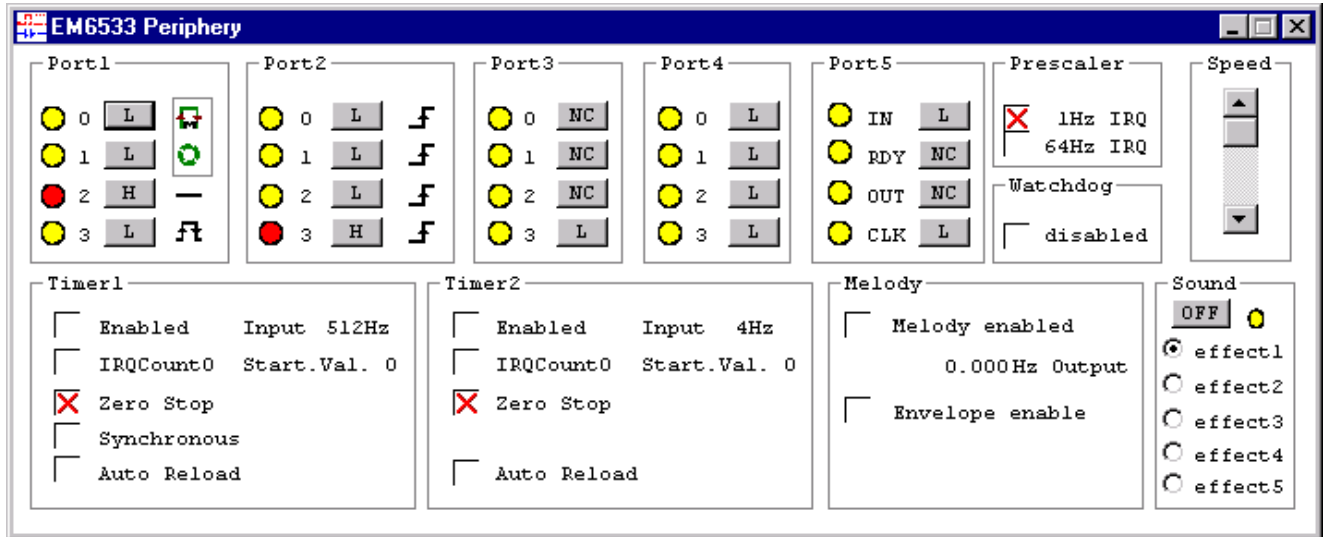 EM6533 Periphery
Port1
0 L
1 L
2 H
3 L
Port2
0 L
1 L
2 L
3 H
Port3
0 NC
1 NC
2 NC
3 L
Port4
0 L
1 L
2 L
3 L
Port5
IN L
RDY NC
OUT NC
CLK L
Prescaler
1Hz IRQ
64Hz IRQ
Watchdog
disabled
Speed
Timer1
Enabled Input 512Hz
IRQCount0 Start.Val. 0
Zero Stop
Synchronous
Auto Reload
Timer2
Enabled Input 4Hz
IRQCount0 Start.Val. 0
Zero Stop
Auto Reload
Melody
Melody enabled
0.000Hz Output
Envelope enable
Sound
OFF
effect1
effect2
effect3
effect4
effect5